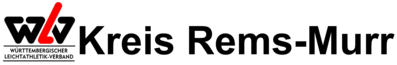 WLV
WÜRTTEMBERGISCHER
LEICHTATHLETIK-VERBAND
Kreis Rems-Murr